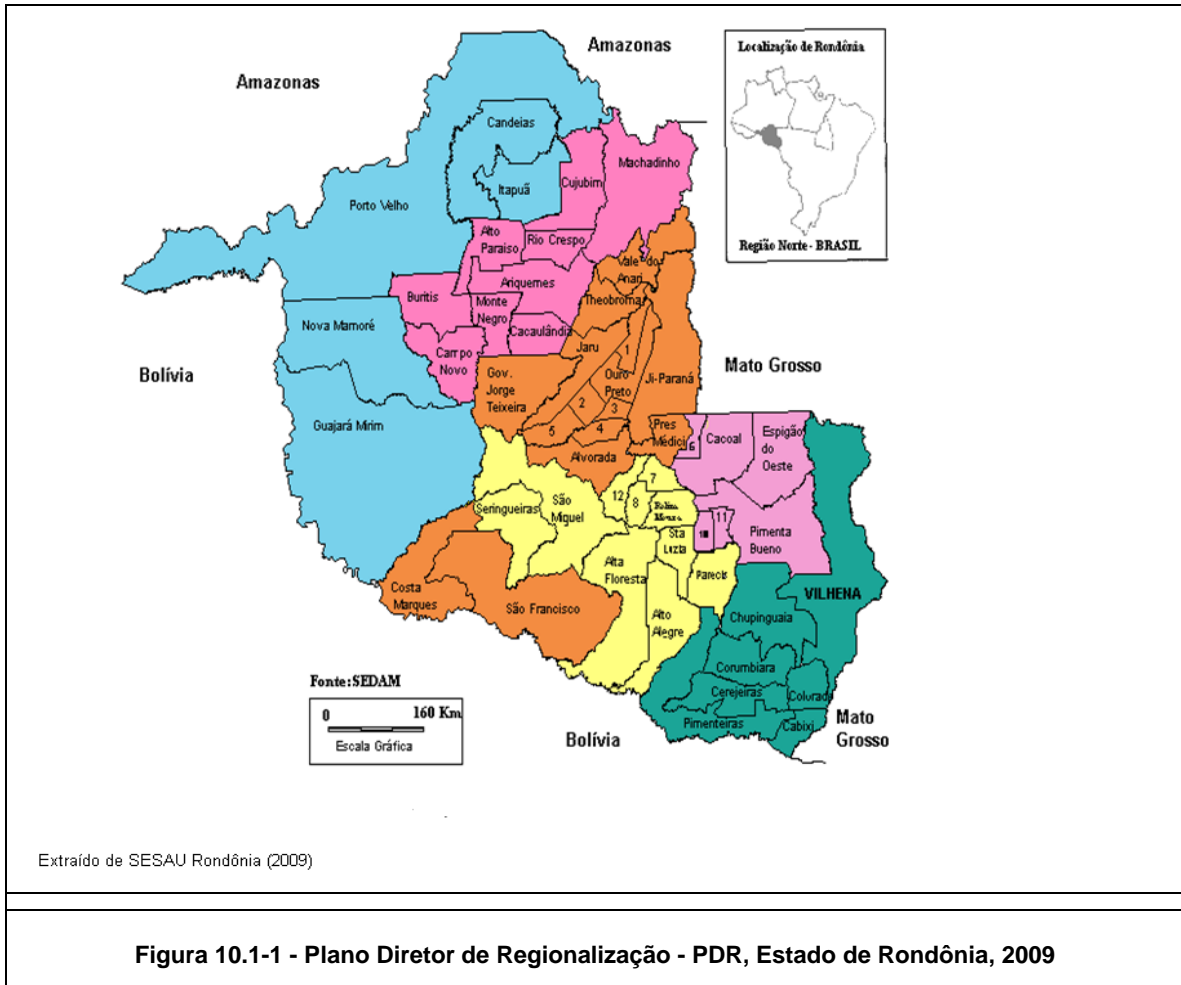 Amazonas
Amazonas
Localização de Rondônia
Região Norte - BRASIL
Candeias
Itapuã
Cujubim
Machadinho
Porto Velho
Alto
Paraiso
Rio Crespo
Vale do
Anari
Ariquemes
Theobroma
Buritis
Monte
Negro
Cacaulândia
Nova Mamoré
Campo
Novo
Jaru
1
Ouro
Preto
Ji-Paraná
Mato Grosso
Bolívia
Gov.
Jorge
Teixeira
2
3
Guajará Mirim
5
4
Pres
Médici
6
Cacoal
Espigão
do
Oeste
Alvorada
7
12
8
Rolim
Moura
Seringueiras
São
Miguel
10
11
Pimenta
Bueno
Sta
Luzia
Alta
Floresta
Parecis
Costa
Marques
São Francisco
Alto
Alegre
VILHENA
Chupinguaia
Corumbiara
Cerejeiras
Colorad
Pimenteiras
Cabixi
Mato
Grosso
Bolívia
Fonte:SEDAM
0 160 Km
Escala Gráfica
Extraído de SESAU Rondônia (2009)
Figura 10.1-1 - Plano Diretor de Regionalização - PDR, Estado de Rondônia, 2009